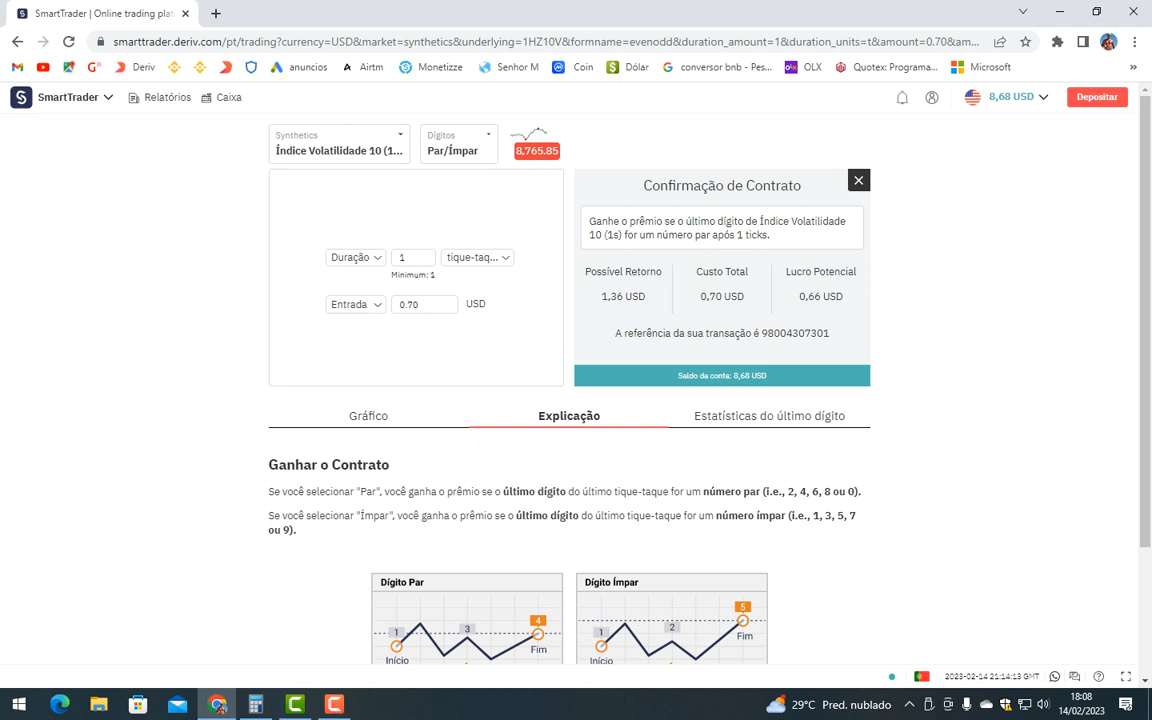 SmartTrader | Online trading plat
smarttrader.deriv.com/pt/trading?currency=USD&market=synthetics&underlying=1HZ10V&formname=evenodd&duration_amount=1&duration_units=t&amount=0.70&am...
Deriv
anuncios
Airtm
Monetizze
Senhor M
Coin
Dólar
conversor bnb - Pes...
OLX
Quotex: Programa...
Microsoft
SmartTrader
Relatórios
Caixa
8,68 USD
Depositar
Synthetics
Índice Volatilidade 10 (1...
Dígitos
Par/Ímpar
8,765.85
Duração
1
tique-taq...
Minimum: 1
Entrada
0.70
USD
Confirmação de Contrato
Ganhe o prêmio se o último dígito de Índice Volatilidade
10 (1s) for um número par após 1 ticks.
Possível Retorno
Custo Total
Lucro Potencial
1,36 USD
0,70 USD
0,66 USD
A referência da sua transação é 98004307301
Saldo da conta: 8,68 USD
Gráfico
Explicação
Estatísticas do último dígito
Ganhar o Contrato
Se você selecionar "Par", você ganha o prêmio se o último dígito do último tique-taque for um número par (i.e., 2, 4, 6, 8 ou 0).
Se você selecionar "Ímpar", você ganha o prêmio se o último dígito do último tique-taque for um número ímpar (i.e., 1, 3, 5, 7
ou 9).
Dígito Par
1
3
4
Início
Fim
Dígito Ímpar
1
2
5
Início
Fim
2023-02-14 21:14:13 GMT
29°C Pred. nublado
18:08
14/02/2023